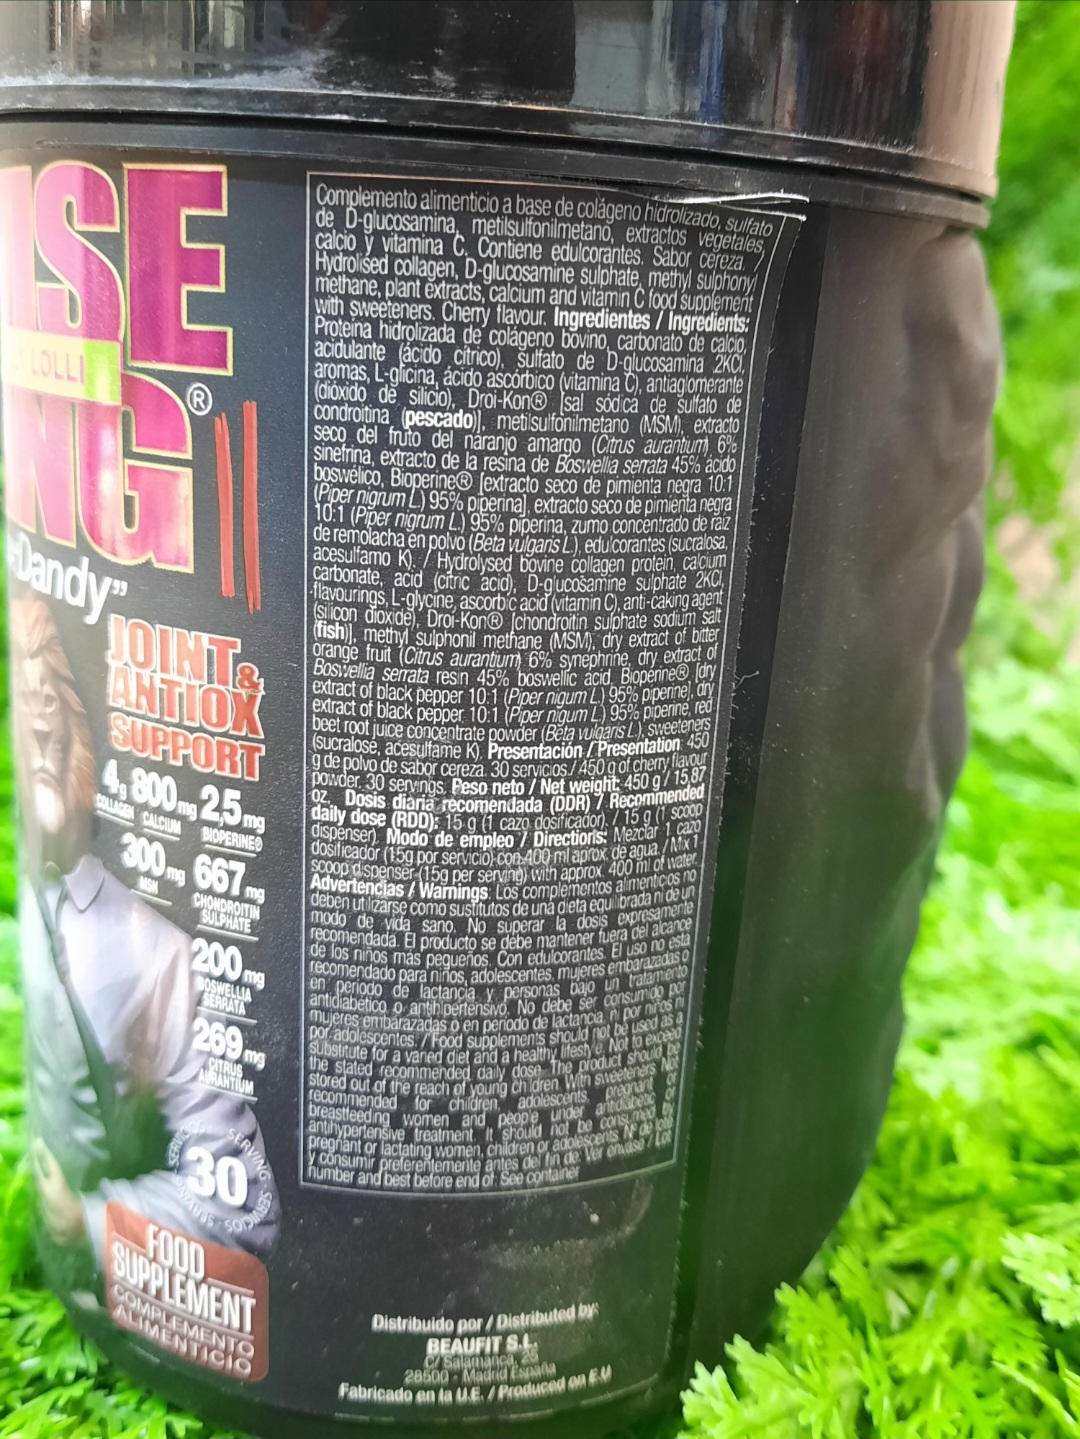 ISE
LOLLI
NG®
Dandy"
JOINT &
ANTIOX
SUPPORT
4g COLLAGEN
800mg CALCIUM
2,5mg BIOPERINE®
300mg MSN
667mg CHONDROITIN SULPHATE
200mg BOSWELLIA SERRATA
269mg CITRUS AURANTIUM
30
SERVING SERVICIOS
FOOD
SUPPLEMENT
COMPLEMENTO
ALIMENTICIO
Complemento alimenticio a base de colágeno hidrolizado, sulfato
de D-glucosamina, metilsulfonilmetano, extractos vegetales,
calcio y vitamina C. Contiene edulcorantes. Sabor cereza. /
Hydrolised collagen, D-glucosamine sulphate, methyl sulphonyl
methane, plant extracts, calcium and vitamin C food supplement
with sweeteners. Cherry flavour. Ingredientes / Ingredients:
Proteína hidrolizada de colágeno bovino, carbonato de calcio,
acidulante (ácido cítrico), sulfato de D-glucosamina 2KCl,
aromas, L-glicina, ácido ascórbico (vitamina C), antiaglomerante
(dióxido de silicio), Droi-Kon® [sal sódica de sulfato de
condroitina (pescado)], metilsulfonilmetano (MSM), extracto
seco del fruto del naranjo amargo (Citrus aurantium) 6%
sinefrina, extracto de la resina de Boswellia serrata 45% ácido
boswélico, Bioperine® [extracto seco de pimienta negra 10:1
(Piper nigrum L.) 95% piperina], extracto seco de pimienta negra
10:1 (Piper nigrum L.) 95% piperina, zumo concentrado de raíz
de remolacha en polvo (Beta vulgaris L.), edulcorantes (sucralosa,
acesulfamo K). / Hydrolysed bovine collagen protein, calcium
carbonate, acid (citric acid), D-glucosamine sulphate 2KCl,
flavourings, L-glycine, ascorbic acid (vitamin C), anti-caking agent
(silicon dioxide), Droi-Kon® [chondroitin sulphate sodium salt
(fish)], methyl sulphonil methane (MSM), dry extract of bitter
orange fruit (Citrus aurantium) 6% synephrine, dry extract of
Boswellia serrata resin 45% boswellic acid, Bioperine® [dry
extract of black pepper 10:1 (Piper nigum L.) 95% piperine], dry
extract of black pepper 10:1 (Piper nigum L.) 95% piperine, red
beet root juice concentrate powder (Beta vulgaris L.), sweeteners
(sucralose, acesulfame K). Presentación / Presentation: 450
g de polvo de sabor cereza. 30 servicios / 450 g of cherry flavour
powder. 30 servings. Peso neto / Net weight: 450 g / 15,87
oz. Dosis diaria recomendada (DDR) / Recommended
daily dose (RDD): 15 g (1 cazo dosificador). / 15 g (1 scoop
dispenser). Modo de empleo / Directions: Mezclar 1 cazo
dosificador (15g por servicio) con 400 ml aprox. de agua. / Mix 1
scoop dispenser (15g per serving) with approx. 400 ml of water.
Advertencias / Warnings: Los complementos alimenticios no
deben utilizarse como sustitutos de una dieta equilibrada ni de un
modo de vida sano. No superar la dosis expresamente
recomendada. El producto se debe mantener fuera del alcance
de los niños más pequeños. Con edulcorantes. El uso no está
recomendado para niños, adolescentes, mujeres embarazadas o
en periodo de lactancia y personas bajo un tratamiento
antidiabético o antihipertensivo. No debe ser consumido por
mujeres embarazadas o en periodo de lactancia, ni por niños ni
por adolescentes. / Food supplements should not be used as a
substitute for a varied diet and a healthy lifestyle. Not to exceed
the stated recommended daily dose. The product should be
stored out of the reach of young children. With sweeteners. Not
recommended for children, adolescents, pregnant or
breastfeeding women and people under antidiabetic or
antihypertensive treatment. It should not be consumed by
pregnant or lactating women, children or adolescents. Nº de lote
y consumir preferentemente antes del fin de: Ver envase / Lot
number and best before end of: See container
Distribuido por / Distributed by:
BEAUFIT S.L.
C/ Salamanca, 23
28500 - Madrid España
Fabricado en la U.E. / Produced on E.U